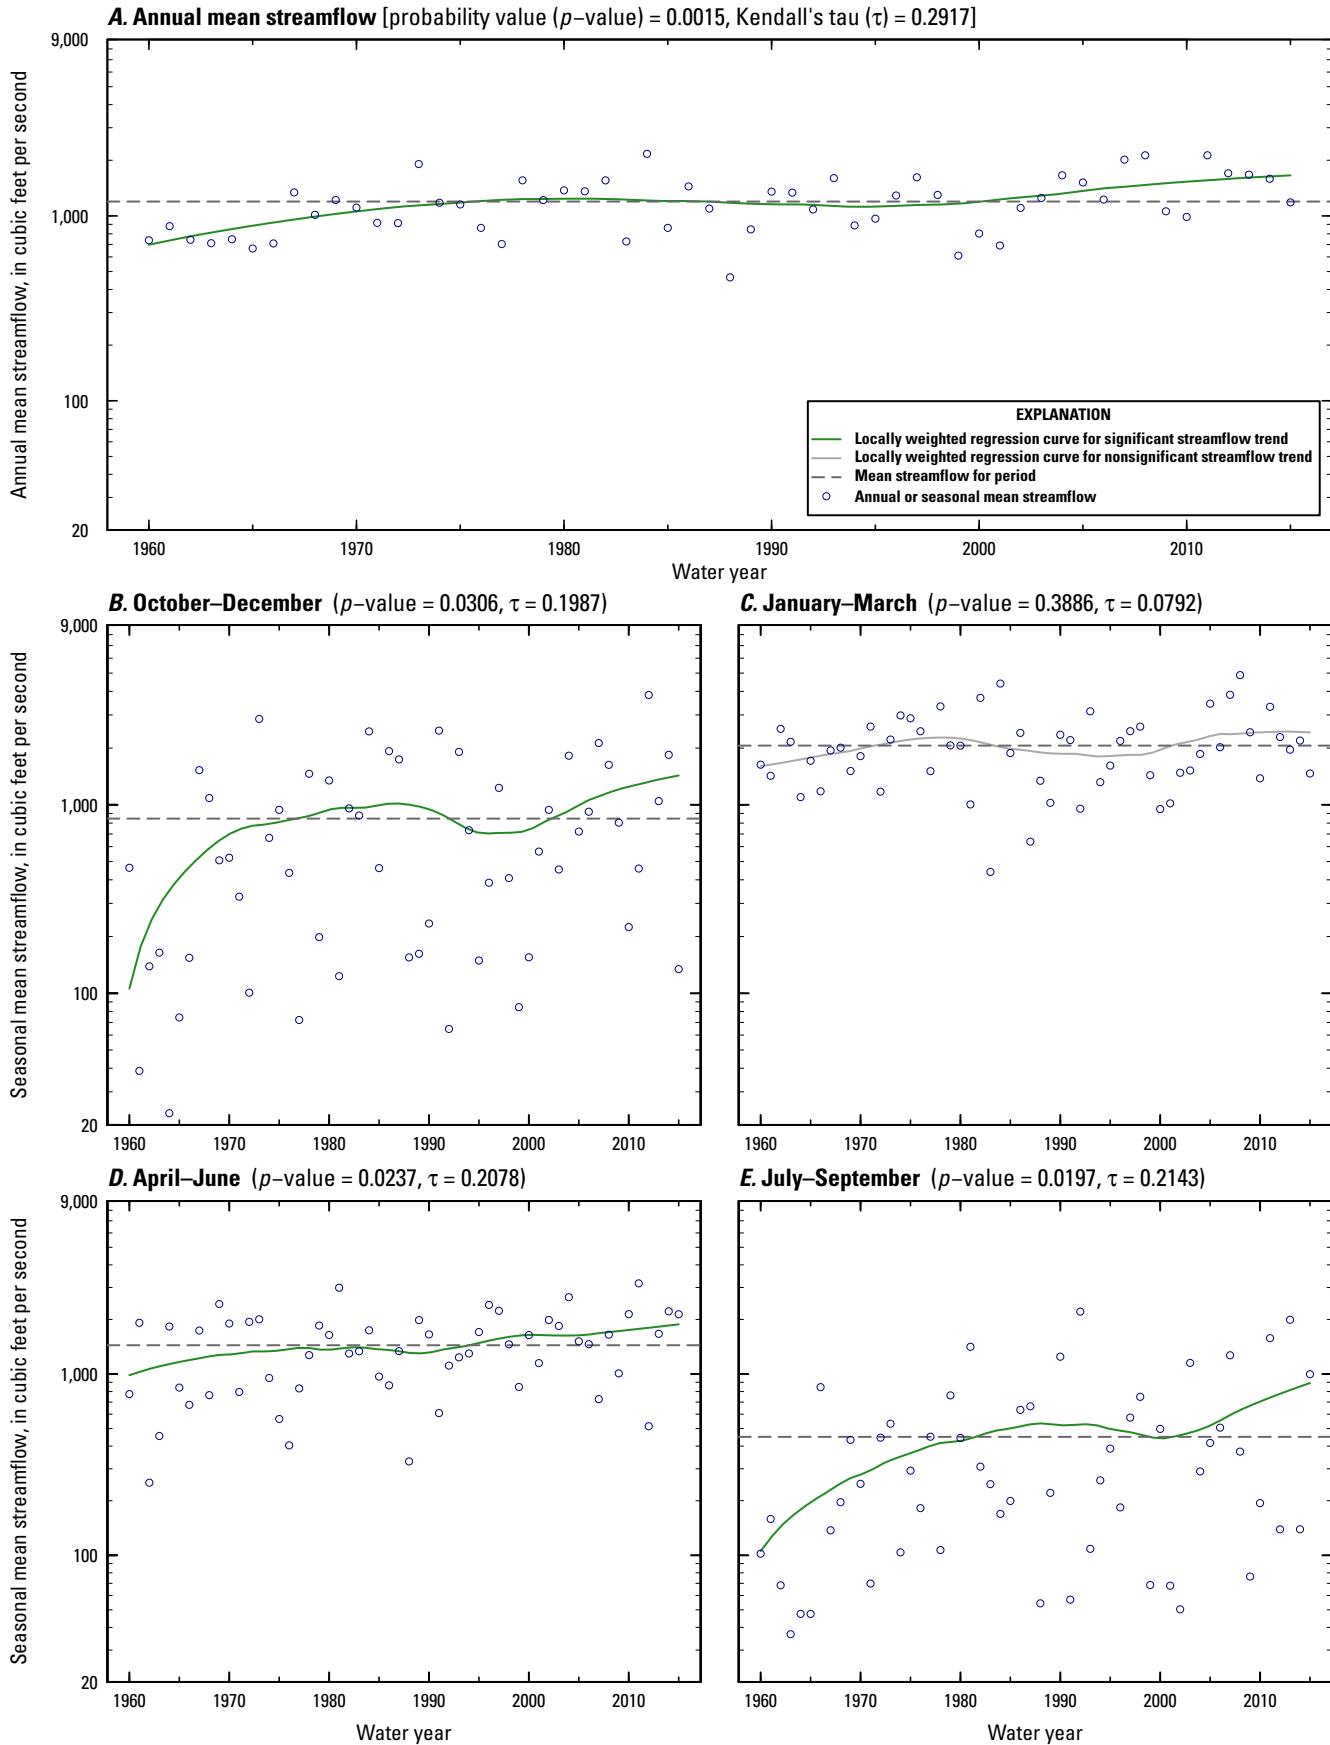 A. Annual mean streamflow [probability value (p–value) = 0.0015, Kendall's tau (τ) = 0.2917]
Annual mean streamflow, in cubic feet per second
9,000
1,000
100
20
EXPLANATION
Locally weighted regression curve for significant streamflow trend
Locally weighted regression curve for nonsignificant streamflow trend
Mean streamflow for period
Annual or seasonal mean streamflow
1960 1970 1980 1990 2000 2010
Water year
B. October–December (p–value = 0.0306, τ = 0.1987)
C. January–March (p–value = 0.3886, τ = 0.0792)
Seasonal mean streamflow, in cubic feet per second
9,000
1,000
100
20
1960 1970 1980 1990 2000 2010
1960 1970 1980 1990 2000 2010
D. April–June (p–value = 0.0237, τ = 0.2078)
E. July–September (p–value = 0.0197, τ = 0.2143)
Seasonal mean streamflow, in cubic feet per second
9,000
1,000
100
20
1960 1970 1980 1990 2000 2010
1960 1970 1980 1990 2000 2010
Water year
Water year